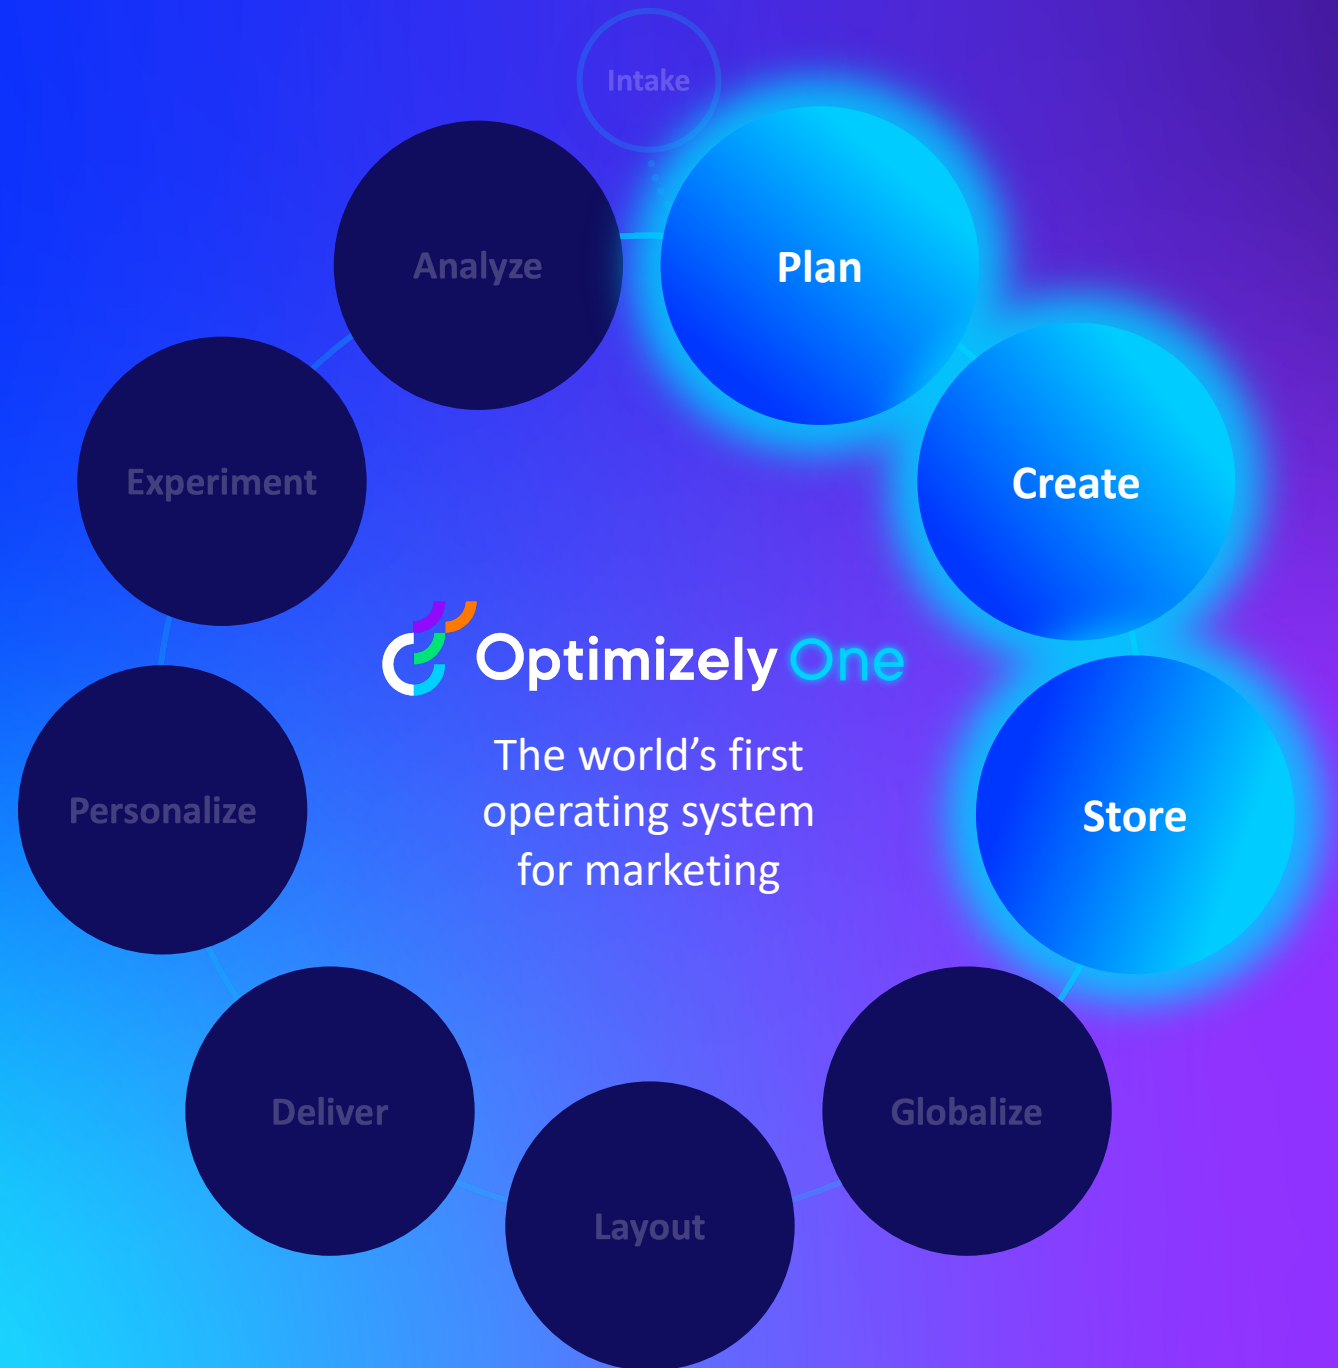 Intake
Analyze
Plan
Experiment
Create
Optimizely One
The world's first
operating system
for marketing
Personalize
Store
Deliver
Globalize
Layout